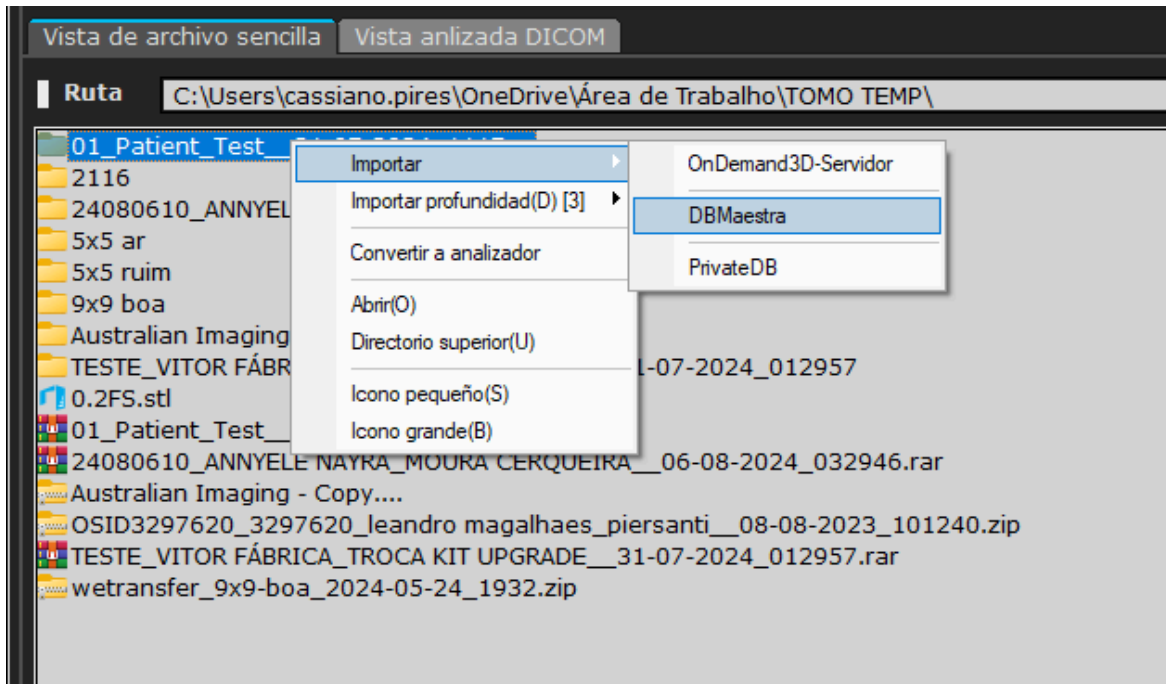 Vista de archivo sencilla Vista anlizada DICOM
Ruta C:\Users\cassiano.pires\OneDrive\Área de Trabalho\TOMO TEMP\
01_Patient_Test__
2116
24080610_ANNYEL
5x5 ar
5x5 ruim
9x9 boa
Australian Imaging
TESTE_VITOR FÁBR 1-07-2024_012957
0.2FS.stl
01_Patient_Test__
24080610_ANNYELE NAYRA_MOURA CERQUEIRA__06-08-2024_032946.rar
Australian Imaging - Copy....
OSID3297620_3297620_leandro magalhaes_piersanti__08-08-2023_101240.zip
TESTE_VITOR FÁBRICA_TROCA KIT UPGRADE__31-07-2024_012957.rar
wetransfer_9x9-boa_2024-05-24_1932.zip
Importar
Importar profundidad(D) [3]
Convertir a analizador
Abrir(O)
Directorio superior(U)
Icono pequeño(S)
Icono grande(B)
OnDemand3D-Servidor
DBMaestra
PrivateDB